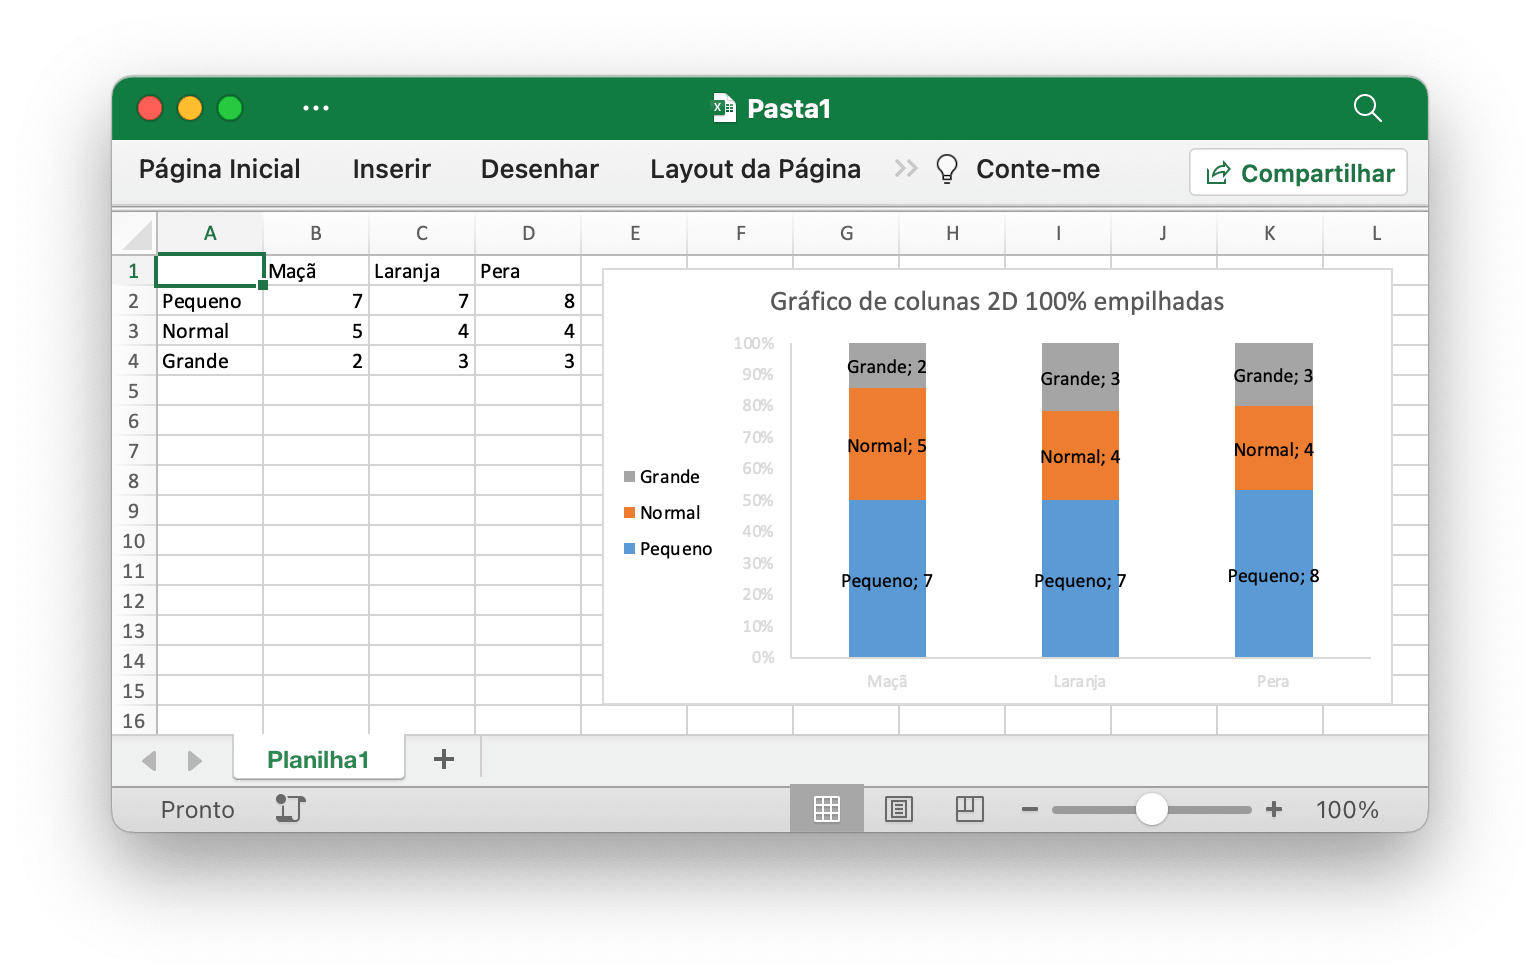 Pasta1
Página Inicial Inserir Desenhar Layout da Página Conte-me Compartilhar
A B C D E F G H I J K L
1 Maçã Laranja Pera
2 Pequeno 7 7 8
3 Normal 5 4 4
4 Grande 2 3 3
5
6
7
8
9
10
11
12
13
14
15
16
Gráfico de colunas 2D 100% empilhadas
100%
90%
80%
70%
60%
50%
40%
30%
20%
10%
0%
Grande
Normal
Pequeno
Grande; 2 Grande; 3 Grande; 3
Normal; 5 Normal; 4 Normal; 4
Pequeno; 7 Pequeno; 7 Pequeno; 8
Maçã Laranja Pera
Planilha1
Pronto 100%